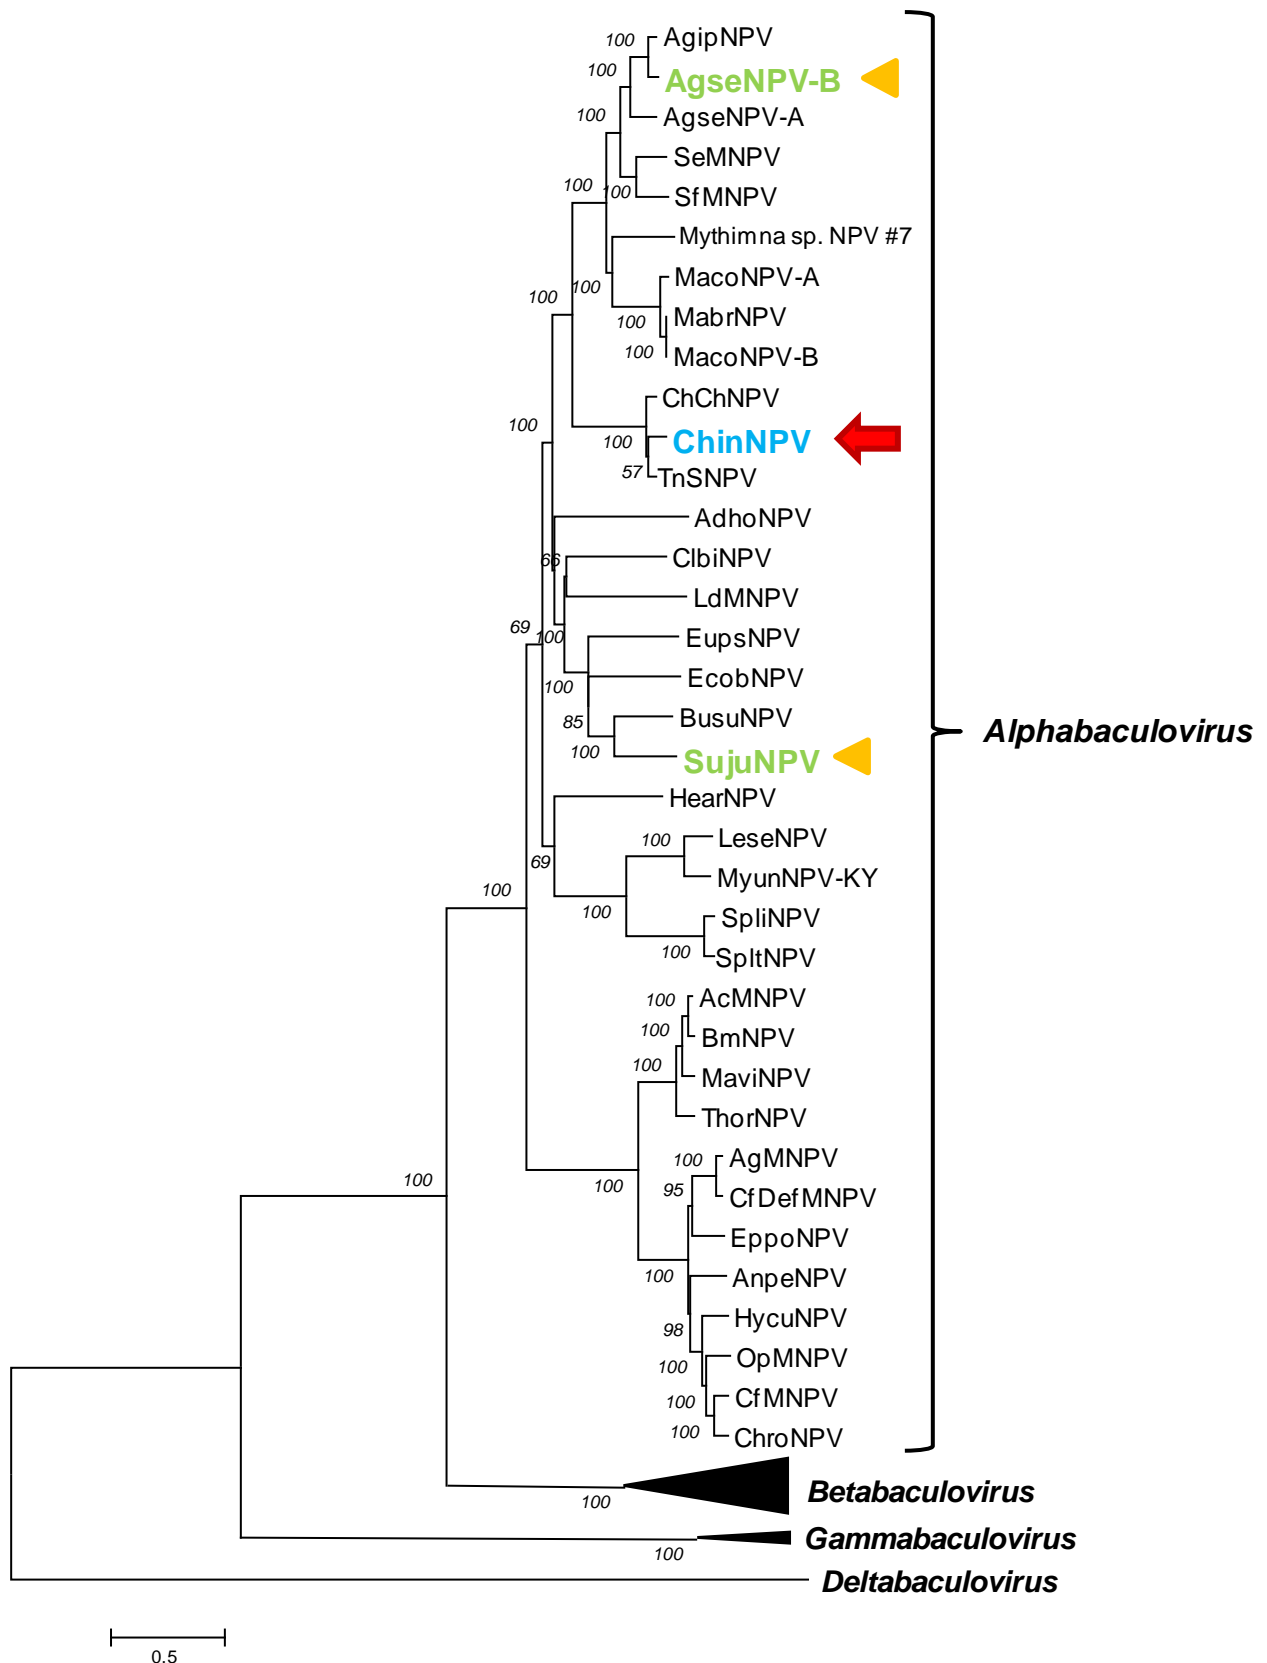 100
AgipNPV
100
AgseNPV-B
100
AgseNPV-A
SeMNPV
100
100
SfMNPV
Mythimna sp. NPV #7
100
MacoNPV-A
100
100
MabrNPV
100
MacoNPV-B
ChChNPV
100
100
ChinNPV
57
TnSNPV
AdhoNPV
66
ClbiNPV
LdMNPV
69
100
EupsNPV
100
EcobNPV
85
BusuNPV
100
SujuNPV
HearNPV
100
LeseNPV
69
MyunNPV-KY
100
100
SpliNPV
100
SpltNPV
100
AcMNPV
100
BmNPV
100
MaviNPV
ThorNPV
100
AgMNPV
100
100
95
CfDefMNPV
EppoNPV
100
AnpeNPV
98
HycuNPV
100
OpMNPV
100
CfMNPV
100
ChroNPV
Alphabaculovirus
100
Betabaculovirus
100
Gammabaculovirus
Deltabaculovirus
0.5